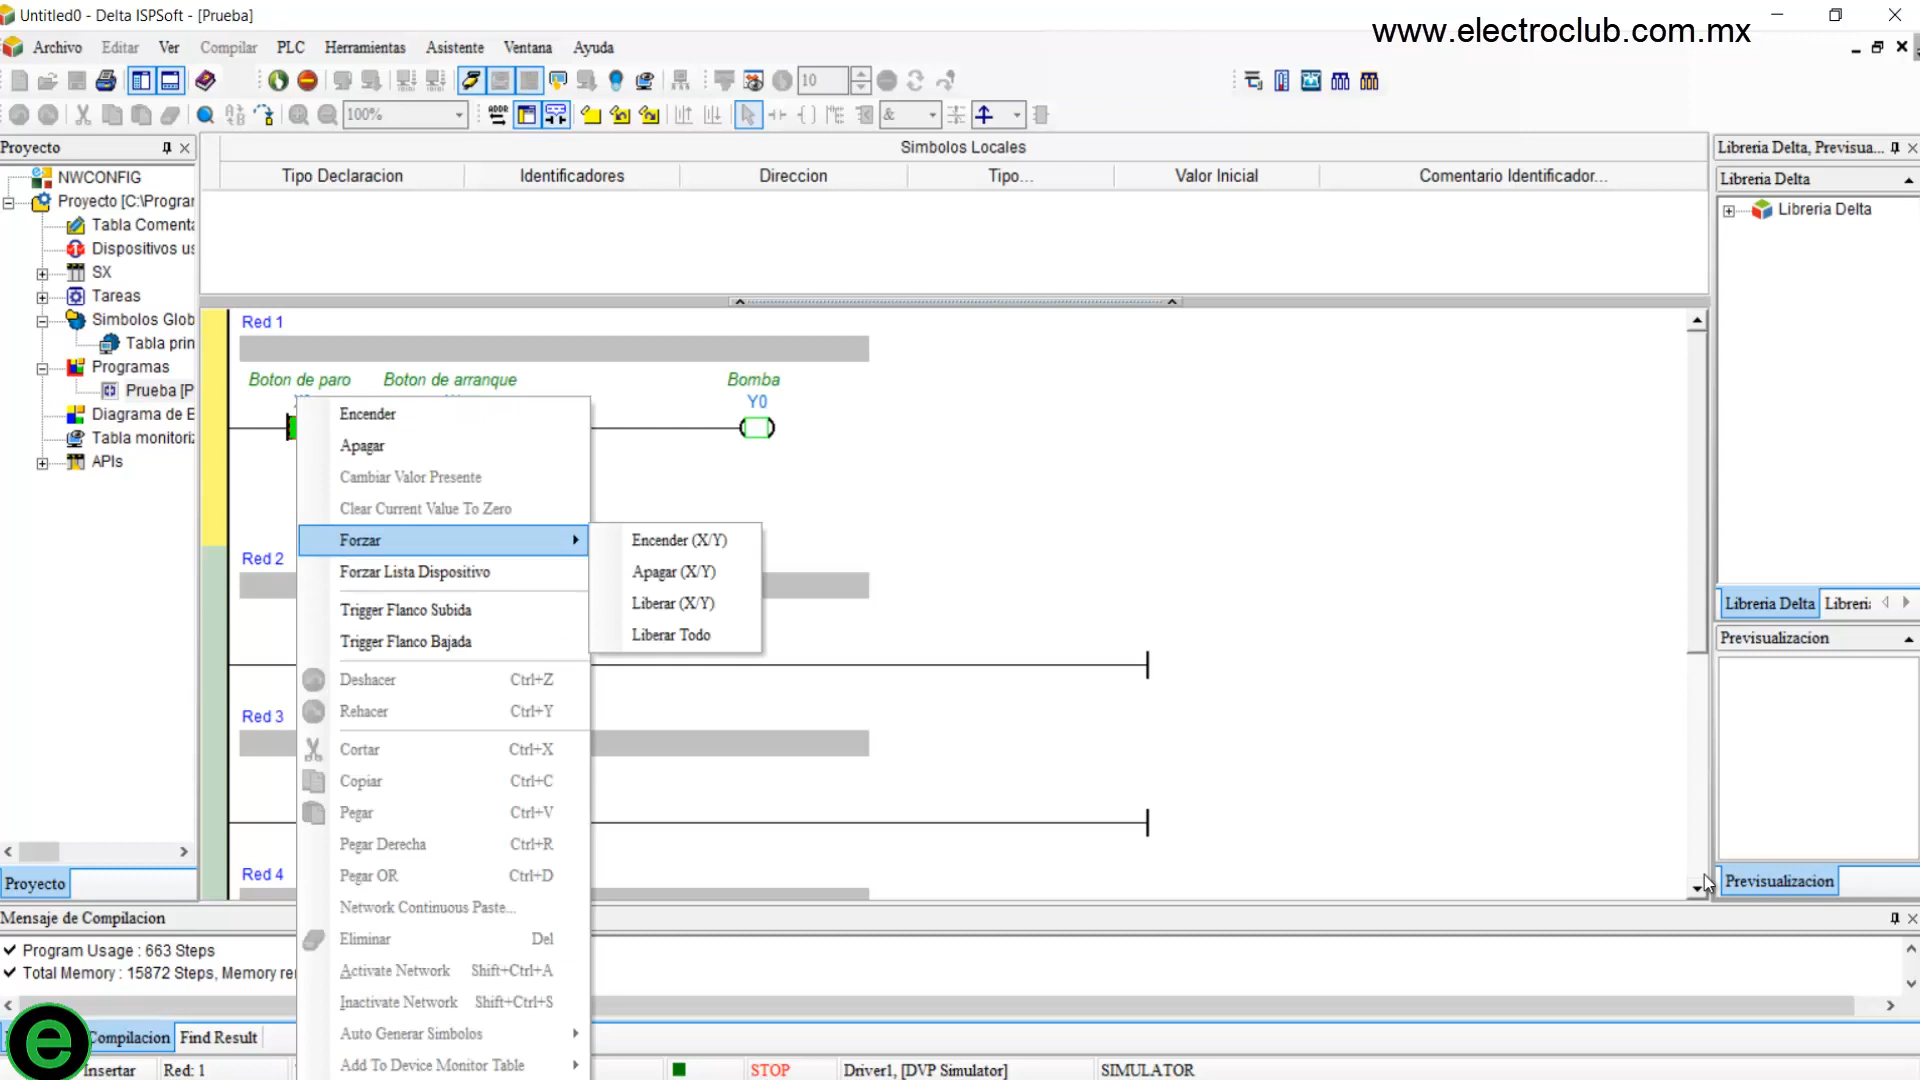 Untitled0 - Delta ISPSoft - [Prueba]
www.electroclub.com.mx
Archivo Editar Ver Compilar PLC Herramientas Asistente Ventana Ayuda
10
100% ADDR &
Proyecto
NWCONFIG
Proyecto [C:\Prograr
Tabla Comenta
Dispositivos us
SX
Tareas
Simbolos Glob
Tabla prin
Programas
Prueba [P
Diagrama de E
Tabla monitoriz
APIs
Proyecto
Simbolos Locales
Tipo Declaracion Identificadores Direccion Tipo... Valor Inicial Comentario Identificador...
Red 1
Boton de paro Boton de arranque Bomba
Y0
Red 2
Red 3
Red 4
Encender
Apagar
Cambiar Valor Presente
Clear Current Value To Zero
Forzar
Forzar Lista Dispositivo
Trigger Flanco Subida
Trigger Flanco Bajada
Deshacer Ctrl+Z
Rehacer Ctrl+Y
Cortar Ctrl+X
Copiar Ctrl+C
Pegar Ctrl+V
Pegar Derecha Ctrl+R
Pegar OR Ctrl+D
Network Continuous Paste...
Eliminar Del
Activate Network Shift+Ctrl+A
Inactivate Network Shift+Ctrl+S
Auto Generar Simbolos
Add To Device Monitor Table
Encender (X/Y)
Apagar (X/Y)
Liberar (X/Y)
Liberar Todo
Libreria Delta, Previsua...
Libreria Delta
Libreria Delta
Libreria Delta Libreri
Previsualizacion
Previsualizacion
Mensaje de Compilacion
Program Usage : 663 Steps
Total Memory : 15872 Steps, Memory re
e
Compilacion Find Result
Insertar Red: 1 STOP Driver1, [DVP Simulator] SIMULATOR